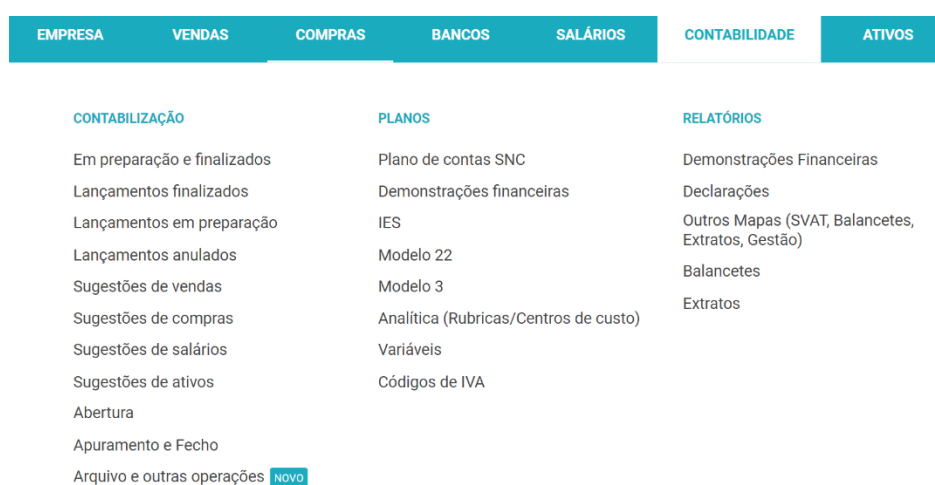 EMPRESA VENDAS COMPRAS BANCOS SALÁRIOS CONTABILIDADE ATIVOS
CONTABILIZAÇÃO
Em preparação e finalizados
Lançamentos finalizados
Lançamentos em preparação
Lançamentos anulados
Sugestões de vendas
Sugestões de compras
Sugestões de salários
Sugestões de ativos
Abertura
Apuramento e Fecho
Arquivo e outras operações NOVO
PLANOS
Plano de contas SNC
Demonstrações financeiras
IES
Modelo 22
Modelo 3
Analítica (Rubricas/Centros de custo)
Variáveis
Códigos de IVA
RELATÓRIOS
Demonstrações Financeiras
Declarações
Outros Mapas (SVAT, Balancetes,
Extratos, Gestão)
Balancetes
Extratos